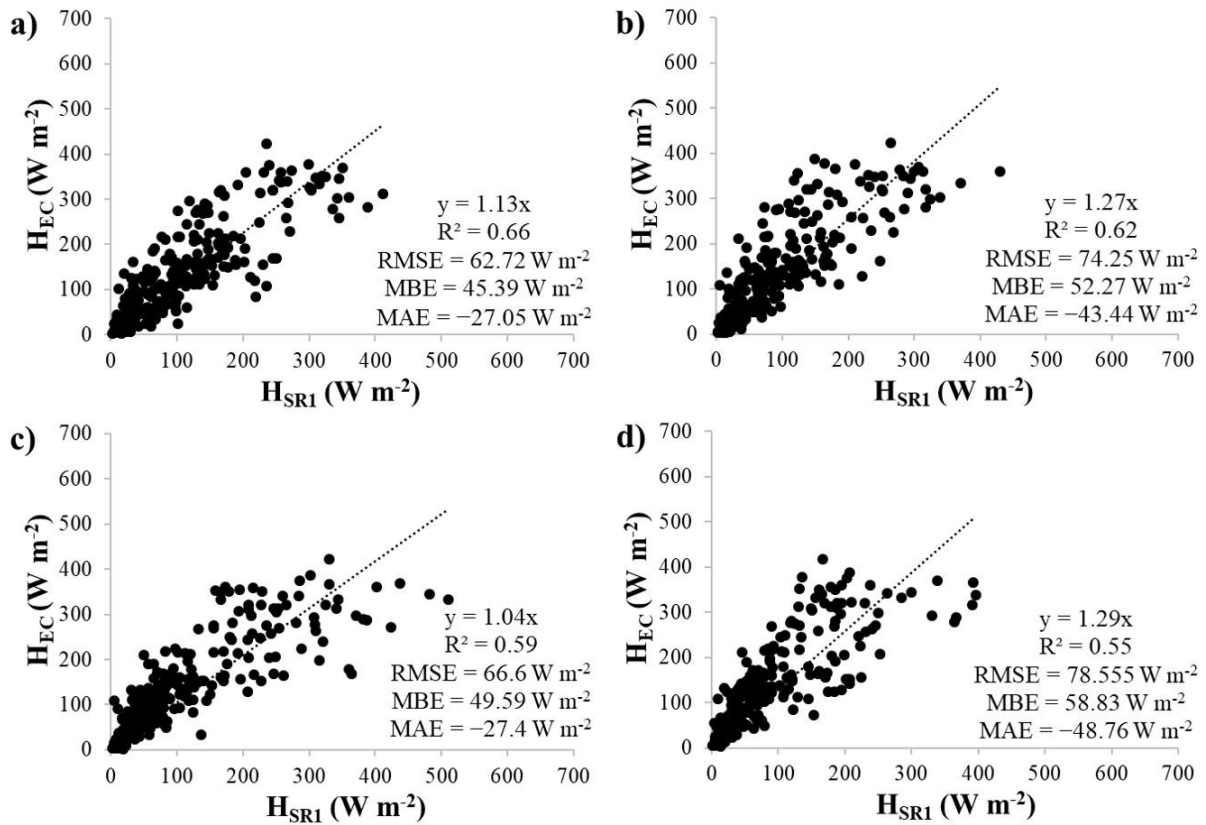 a)
700
600
500
400
300
200
100
0
H_EC (W m⁻²)
y = 1.13x
R² = 0.66
RMSE = 62.72 W m⁻²
MBE = 45.39 W m⁻²
MAE = −27.05 W m⁻²
0 100 200 300 400 500 600 700
H_SR1 (W m⁻²)
b)
700
600
500
400
300
200
100
0
H_EC (W m⁻²)
y = 1.27x
R² = 0.62
RMSE = 74.25 W m⁻²
MBE = 52.27 W m⁻²
MAE = −43.44 W m⁻²
0 100 200 300 400 500 600 700
H_SR1 (W m⁻²)
c)
700
600
500
400
300
200
100
0
H_EC (W m⁻²)
y = 1.04x
R² = 0.59
RMSE = 66.6 W m⁻²
MBE = 49.59 W m⁻²
MAE = −27.4 W m⁻²
0 100 200 300 400 500 600 700
H_SR1 (W m⁻²)
d)
700
600
500
400
300
200
100
0
H_EC (W m⁻²)
y = 1.29x
R² = 0.55
RMSE = 78.555 W m⁻²
MBE = 58.83 W m⁻²
MAE = −48.76 W m⁻²
0 100 200 300 400 500 600 700
H_SR1 (W m⁻²)